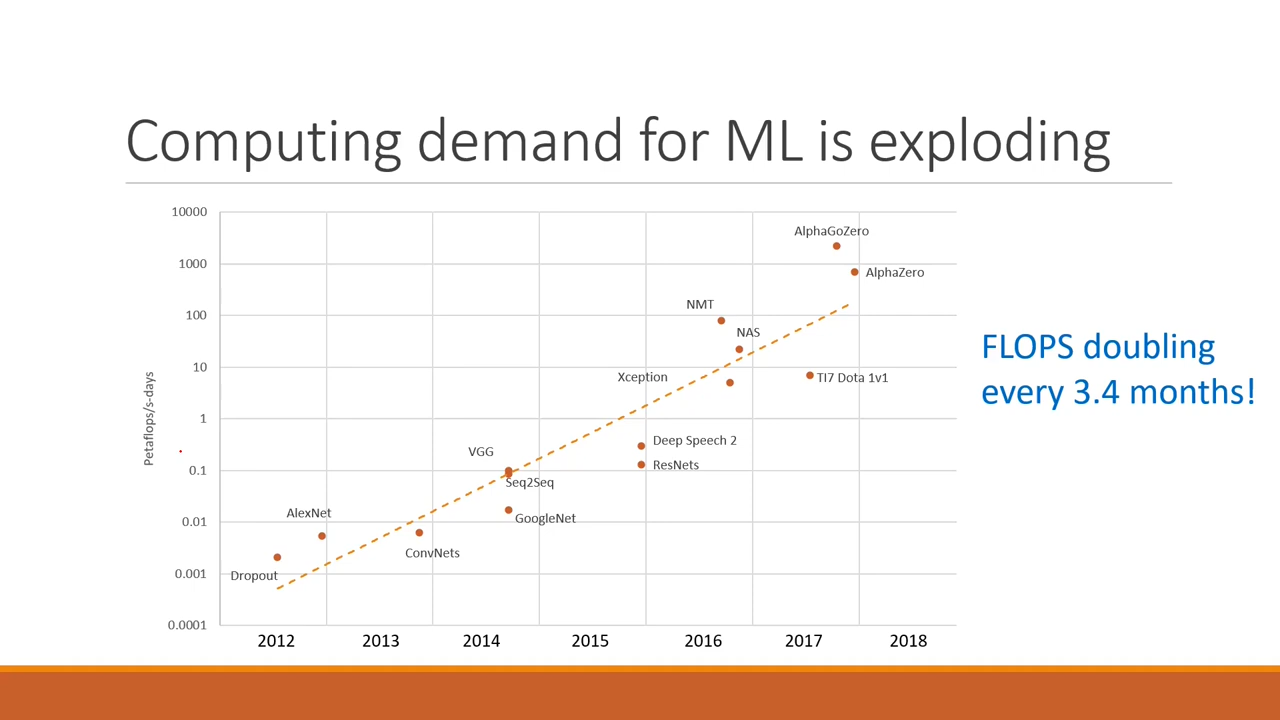 Computing demand for ML is exploding
10000
1000
100
10
1
0.1
0.01
0.001
0.0001
Petaflops/s-days
AlphaGoZero
AlphaZero
NMT
NAS
Xception
TI7 Dota 1v1
Deep Speech 2
VGG
ResNets
Seq2Seq
AlexNet
GoogleNet
ConvNets
Dropout
2012 2013 2014 2015 2016 2017 2018
FLOPS doubling
every 3.4 months!